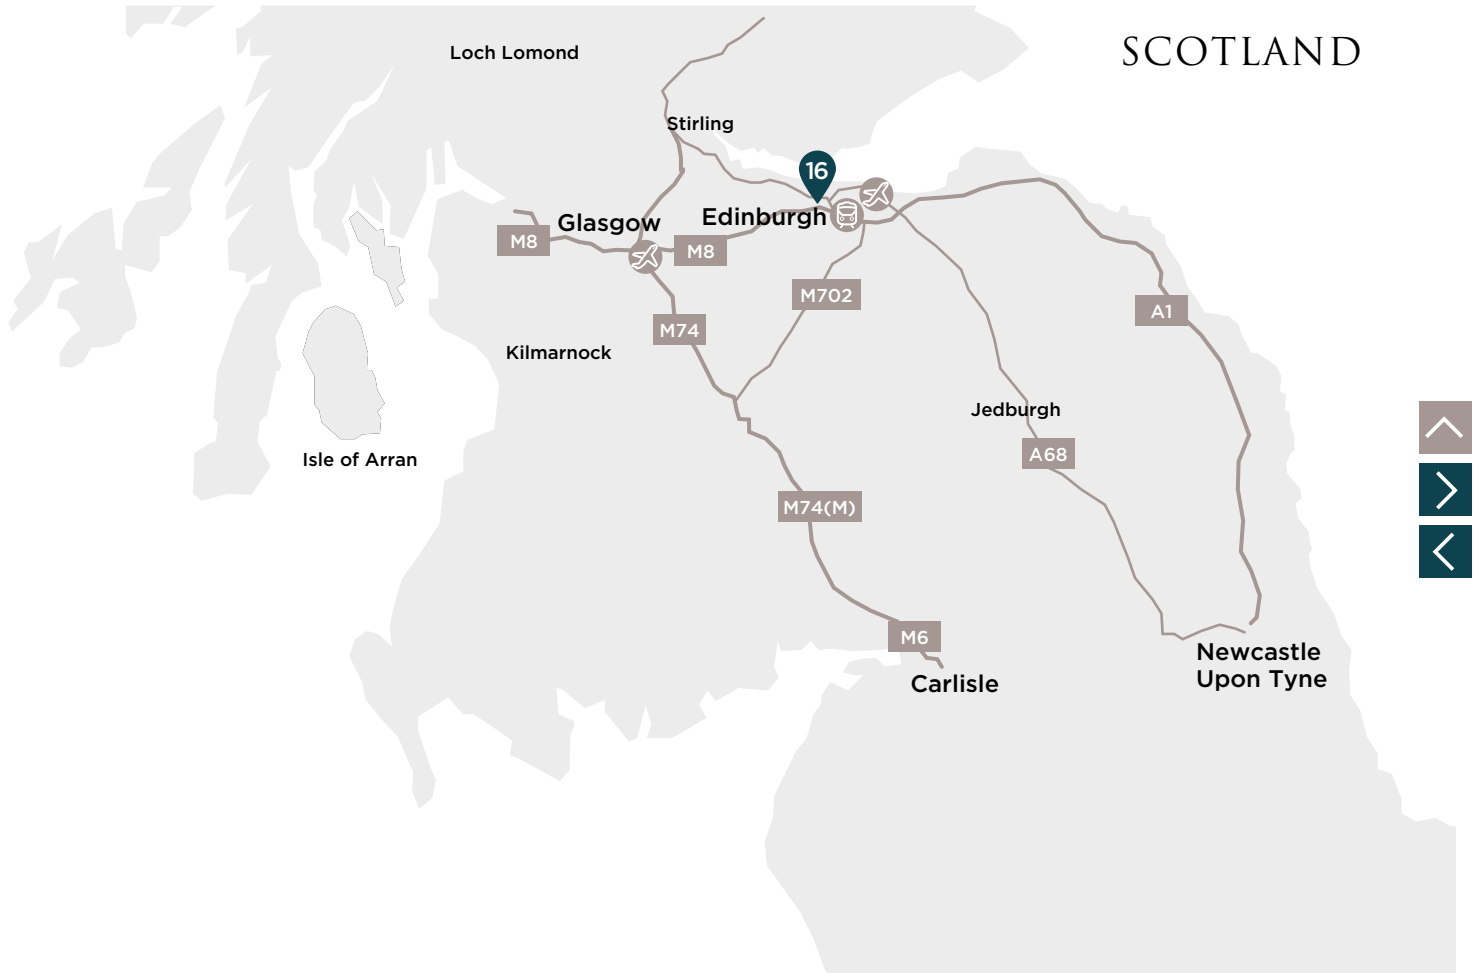 SCOTLAND
Loch Lomond
Stirling
16
Glasgow
Edinburgh
M8
M8
M702
A1
M74
Kilmarnock
Jedburgh
A68
Isle of Arran
M74(M)
M6
Newcastle
Upon Tyne
Carlisle